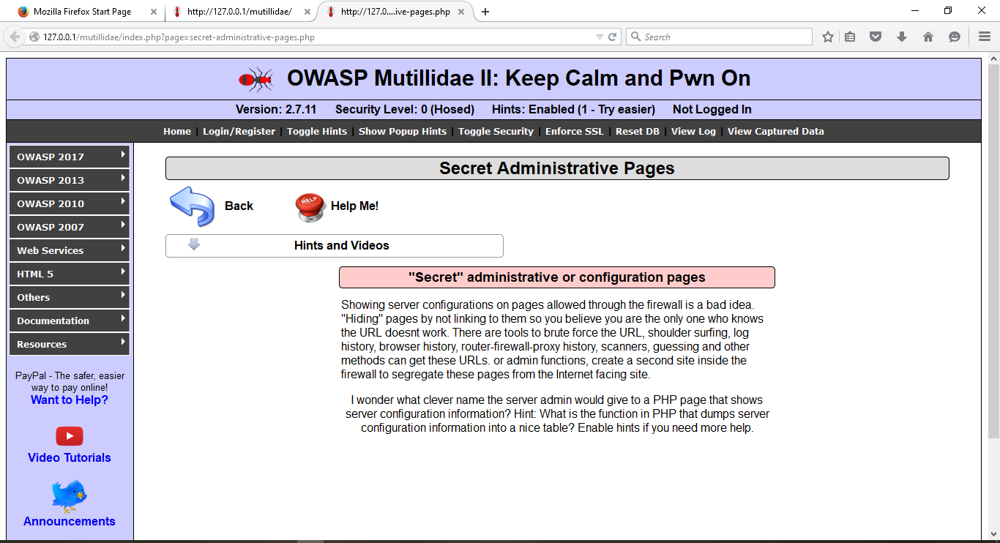 Mozilla Firefox Start Page
http://127.0.0.1/mutillidae/
http://127.0....ive-pages.php
127.0.0.1/mutillidae/index.php?page=secret-administrative-pages.php
Search
OWASP Mutillidae II: Keep Calm and Pwn On
Version: 2.7.11 Security Level: 0 (Hosed) Hints: Enabled (1 - Try easier) Not Logged In
Home | Login/Register | Toggle Hints | Show Popup Hints | Toggle Security | Enforce SSL | Reset DB | View Log | View Captured Data
OWASP 2017
OWASP 2013
OWASP 2010
OWASP 2007
Web Services
HTML 5
Others
Documentation
Resources
PayPal - The safer, easier
way to pay online!
Want to Help?
Video Tutorials
Announcements
Secret Administrative Pages
Back
HELP
Help Me!
Hints and Videos
"Secret" administrative or configuration pages
Showing server configurations on pages allowed through the firewall is a bad idea.
"Hiding" pages by not linking to them so you believe you are the only one who knows
the URL doesnt work. There are tools to brute force the URL, shoulder surfing, log
history, browser history, router-firewall-proxy history, scanners, guessing and other
methods can get these URLs. or admin functions, create a second site inside the
firewall to segregate these pages from the Internet facing site.
I wonder what clever name the server admin would give to a PHP page that shows
server configuration information? Hint: What is the function in PHP that dumps server
configuration information into a nice table? Enable hints if you need more help.